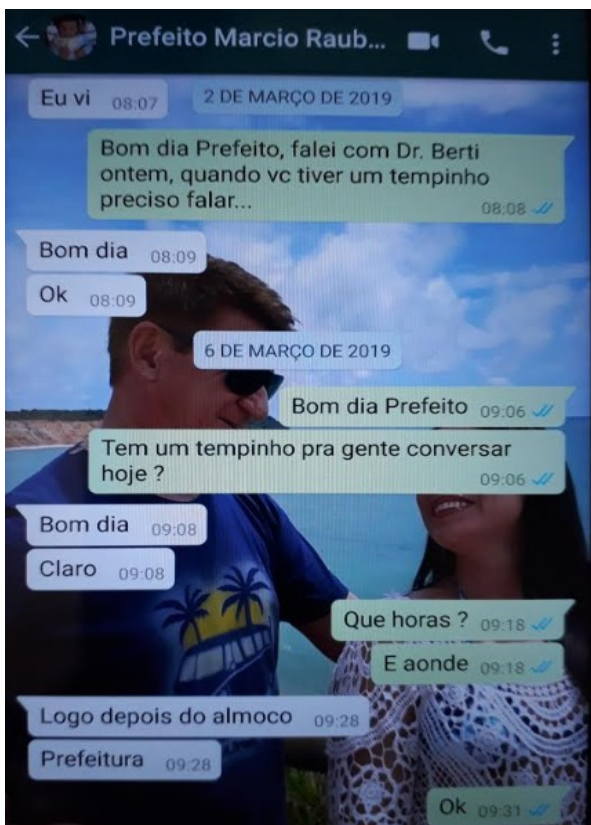 Prefeito Marcio Raub...
Eu vi 08:07
2 DE MARÇO DE 2019
Bom dia Prefeito, falei com Dr. Berti
ontem, quando vc tiver um tempinho
preciso falar...
08:08
Bom dia 08:09
Ok 08:09
6 DE MARÇO DE 2019
Bom dia Prefeito 09:06
Tem um tempinho pra gente conversar
hoje ?
09:06
Bom dia 09:08
Claro 09:08
Que horas ? 09:18
E aonde 09:18
Logo depois do almoco 09:28
Prefeitura 09:28
Ok 09:31